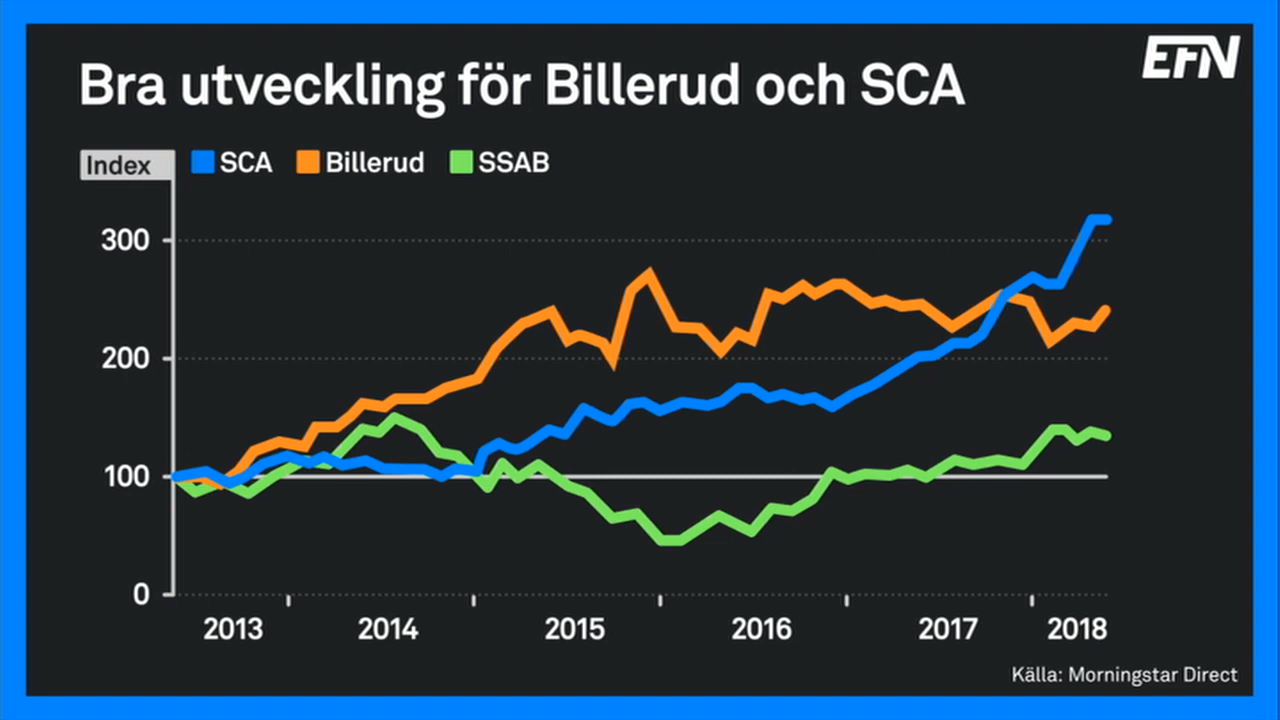 EFN
Bra utveckling för Billerud och SCA
Index SCA Billerud SSAB
300
200
100
0
2013 2014 2015 2016 2017 2018
Källa: Morningstar Direct